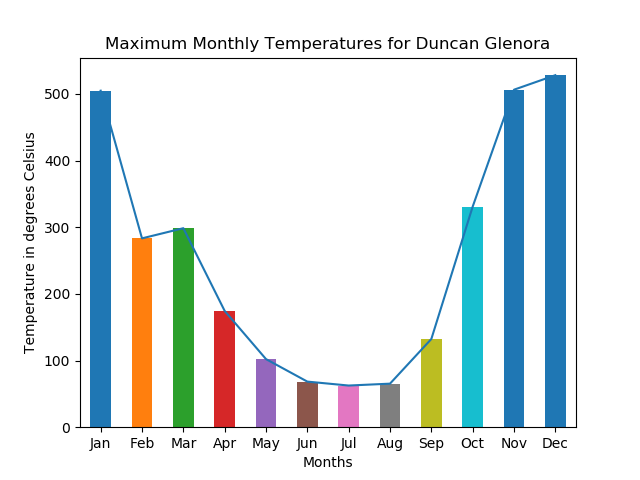 Maximum Monthly Temperatures for Duncan Glenora
Temperature in degrees Celsius
500
400
300
200
100
0
Jan Feb Mar Apr May Jun Jul Aug Sep Oct Nov Dec
Months